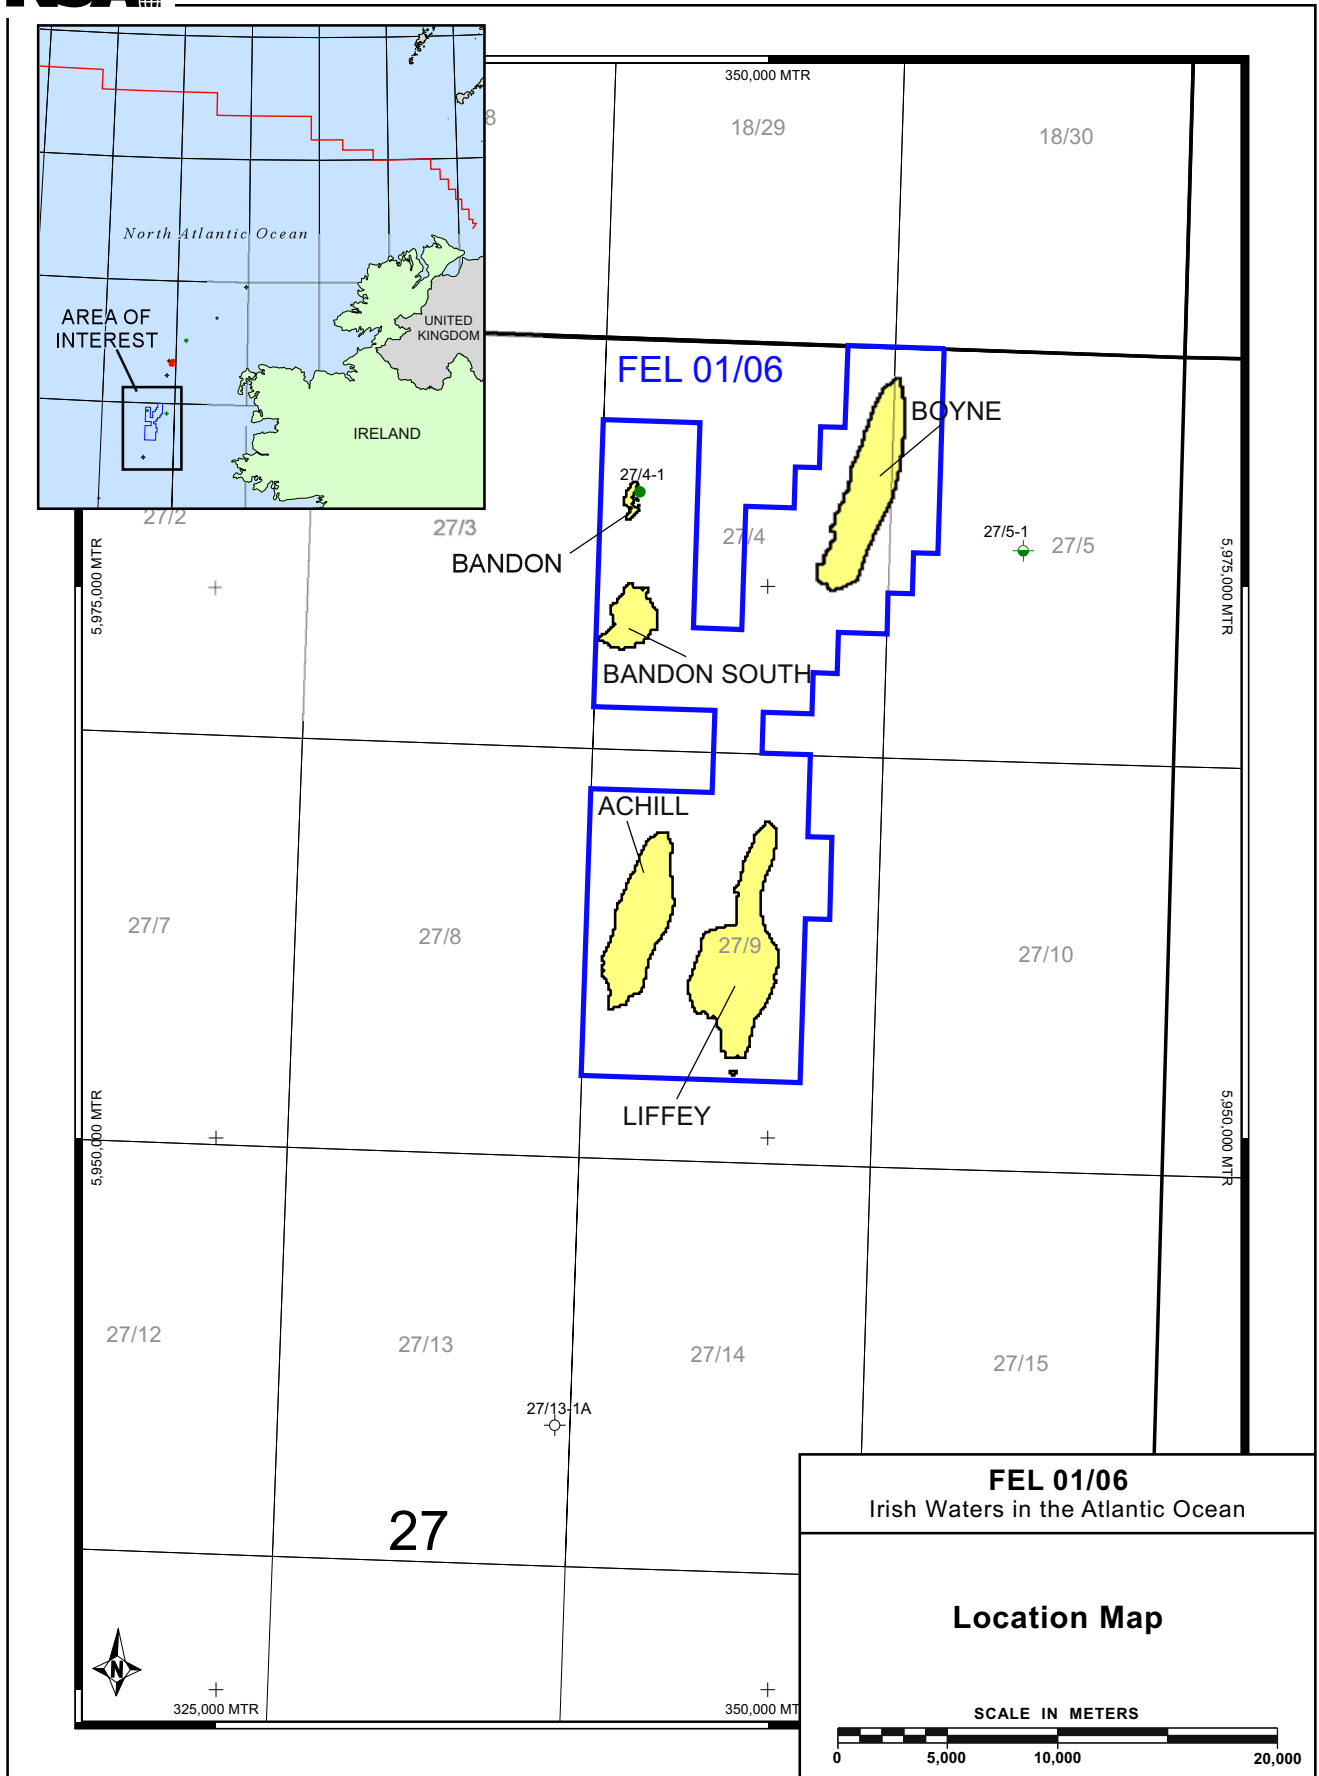 350,000 MTR
8
18/29
18/30
North Atlantic Ocean
AREA OF
INTEREST
UNITED
KINGDOM
IRELAND
FEL 01/06
BOYNE
27/4-1
27/2
27/3
27/4
27/5-1
27/5
BANDON
5,975,000 MTR
5,975,000 MTR
BANDON SOUTH
ACHILL
27/7
27/8
27/9
27/10
LIFFEY
5,950,000 MTR
5,950,000 MTR
27/12
27/13
27/14
27/15
27/13-1A
27
N
325,000 MTR
350,000 MT
FEL 01/06
Irish Waters in the Atlantic Ocean
Location Map
SCALE IN METERS
0 5,000 10,000 20,000